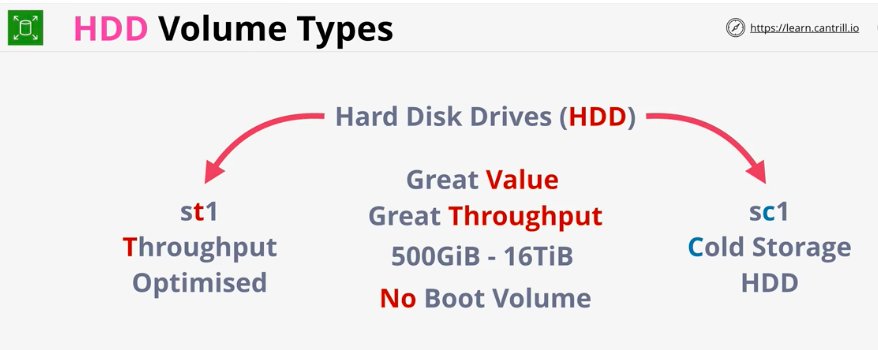 HDD Volume Types
https://learn.cantrill.io
Hard Disk Drives (HDD)
Great Value
Great Throughput
500GiB - 16TiB
No Boot Volume
st1
Throughput
Optimised
sc1
Cold Storage
HDD